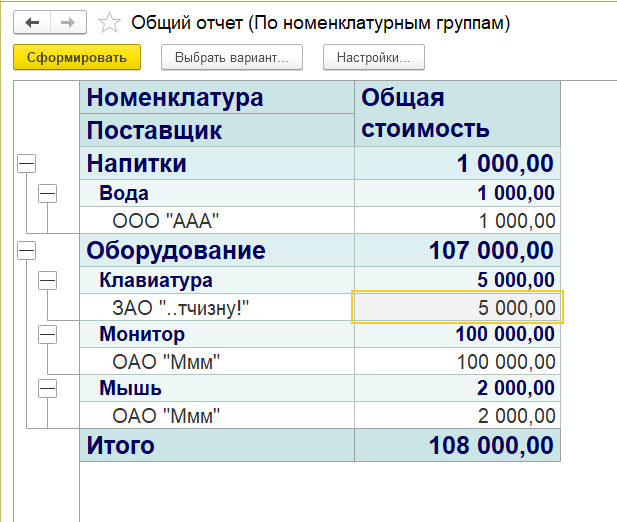 Общий отчет (По номенклатурным группам)
Сформировать Выбрать вариант... Настройки...
Номенклатура Общая стоимость
Поставщик
Напитки 1 000,00
Вода 1 000,00
ООО "ААА" 1 000,00
Оборудование 107 000,00
Клавиатура 5 000,00
ЗАО "..тчизну!" 5 000,00
Монитор 100 000,00
ОАО "Ммм" 100 000,00
Мышь 2 000,00
ОАО "Ммм" 2 000,00
Итого 108 000,00